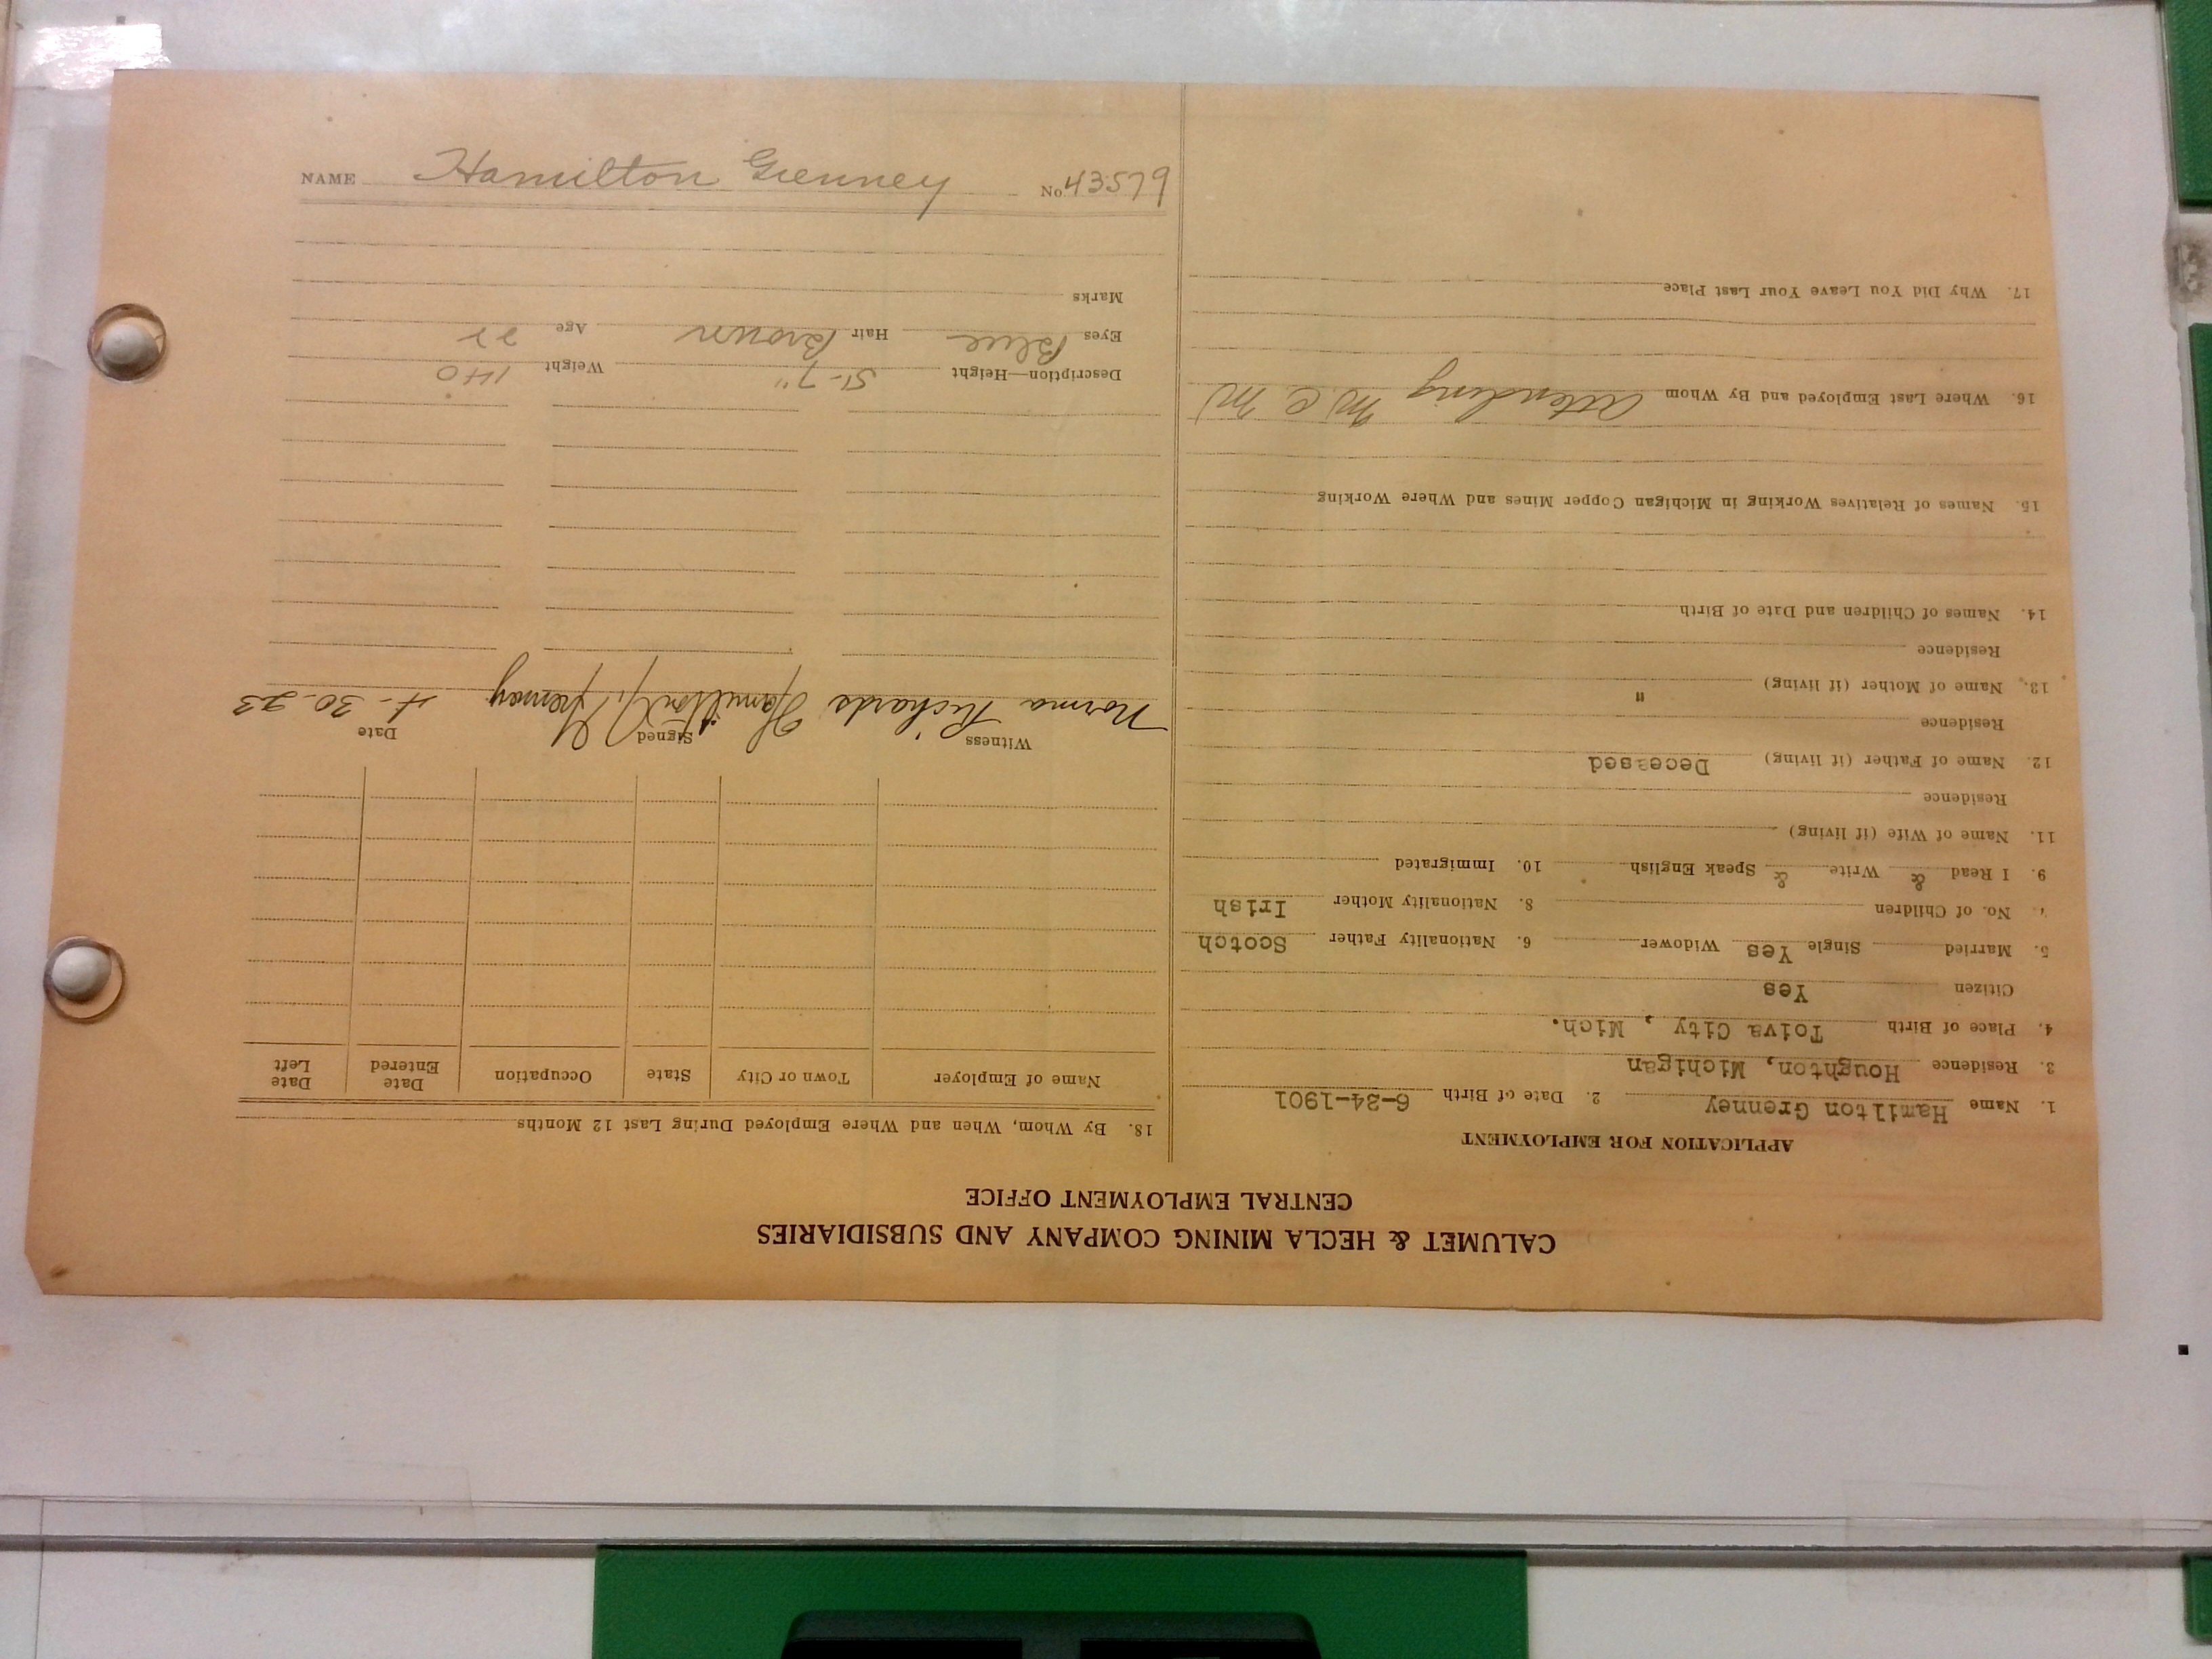 NAME Hamilton Grenney No 43579
CALUMET & HECLA MINING COMPANY AND SUBSIDIARIES
CENTRAL EMPLOYMENT OFFICE
APPLICATION FOR EMPLOYMENT
1. Name Hamilton Grenney 2. Date of Birth 6-24-1901
3. Residence Houghton, Michigan
4. Place of Birth Toiva City , Mich.
Citizen Yes
5. Married Single Yes Widower 6. Nationality Father Scotch
7. No. of Children 8. Nationality Mother Irish
9. I Read & Write & Speak English 10. Immigrated
11. Name of Wife (if living)
Residence
12. Name of Father (if living) Deceased
Residence
13. Name of Mother (if living) "
Residence
14. Names of Children and Date of Birth
15. Names of Relatives Working in Michigan Copper Mines and Where Working
16. Where Last Employed and By Whom Attending M.C.M
17. Why Did You Leave Your Last Place
18. By Whom, When and Where Employed During Last 12 Months
Name of Employer Town or City State Occupation Date Entered Date Left
Witness Signed Date
Norma Richards Hamilton J. Grenney 4-30-23
Description—Height 5'-7" Weight 140
Eyes Blue Hair Brown Age 22
Marks